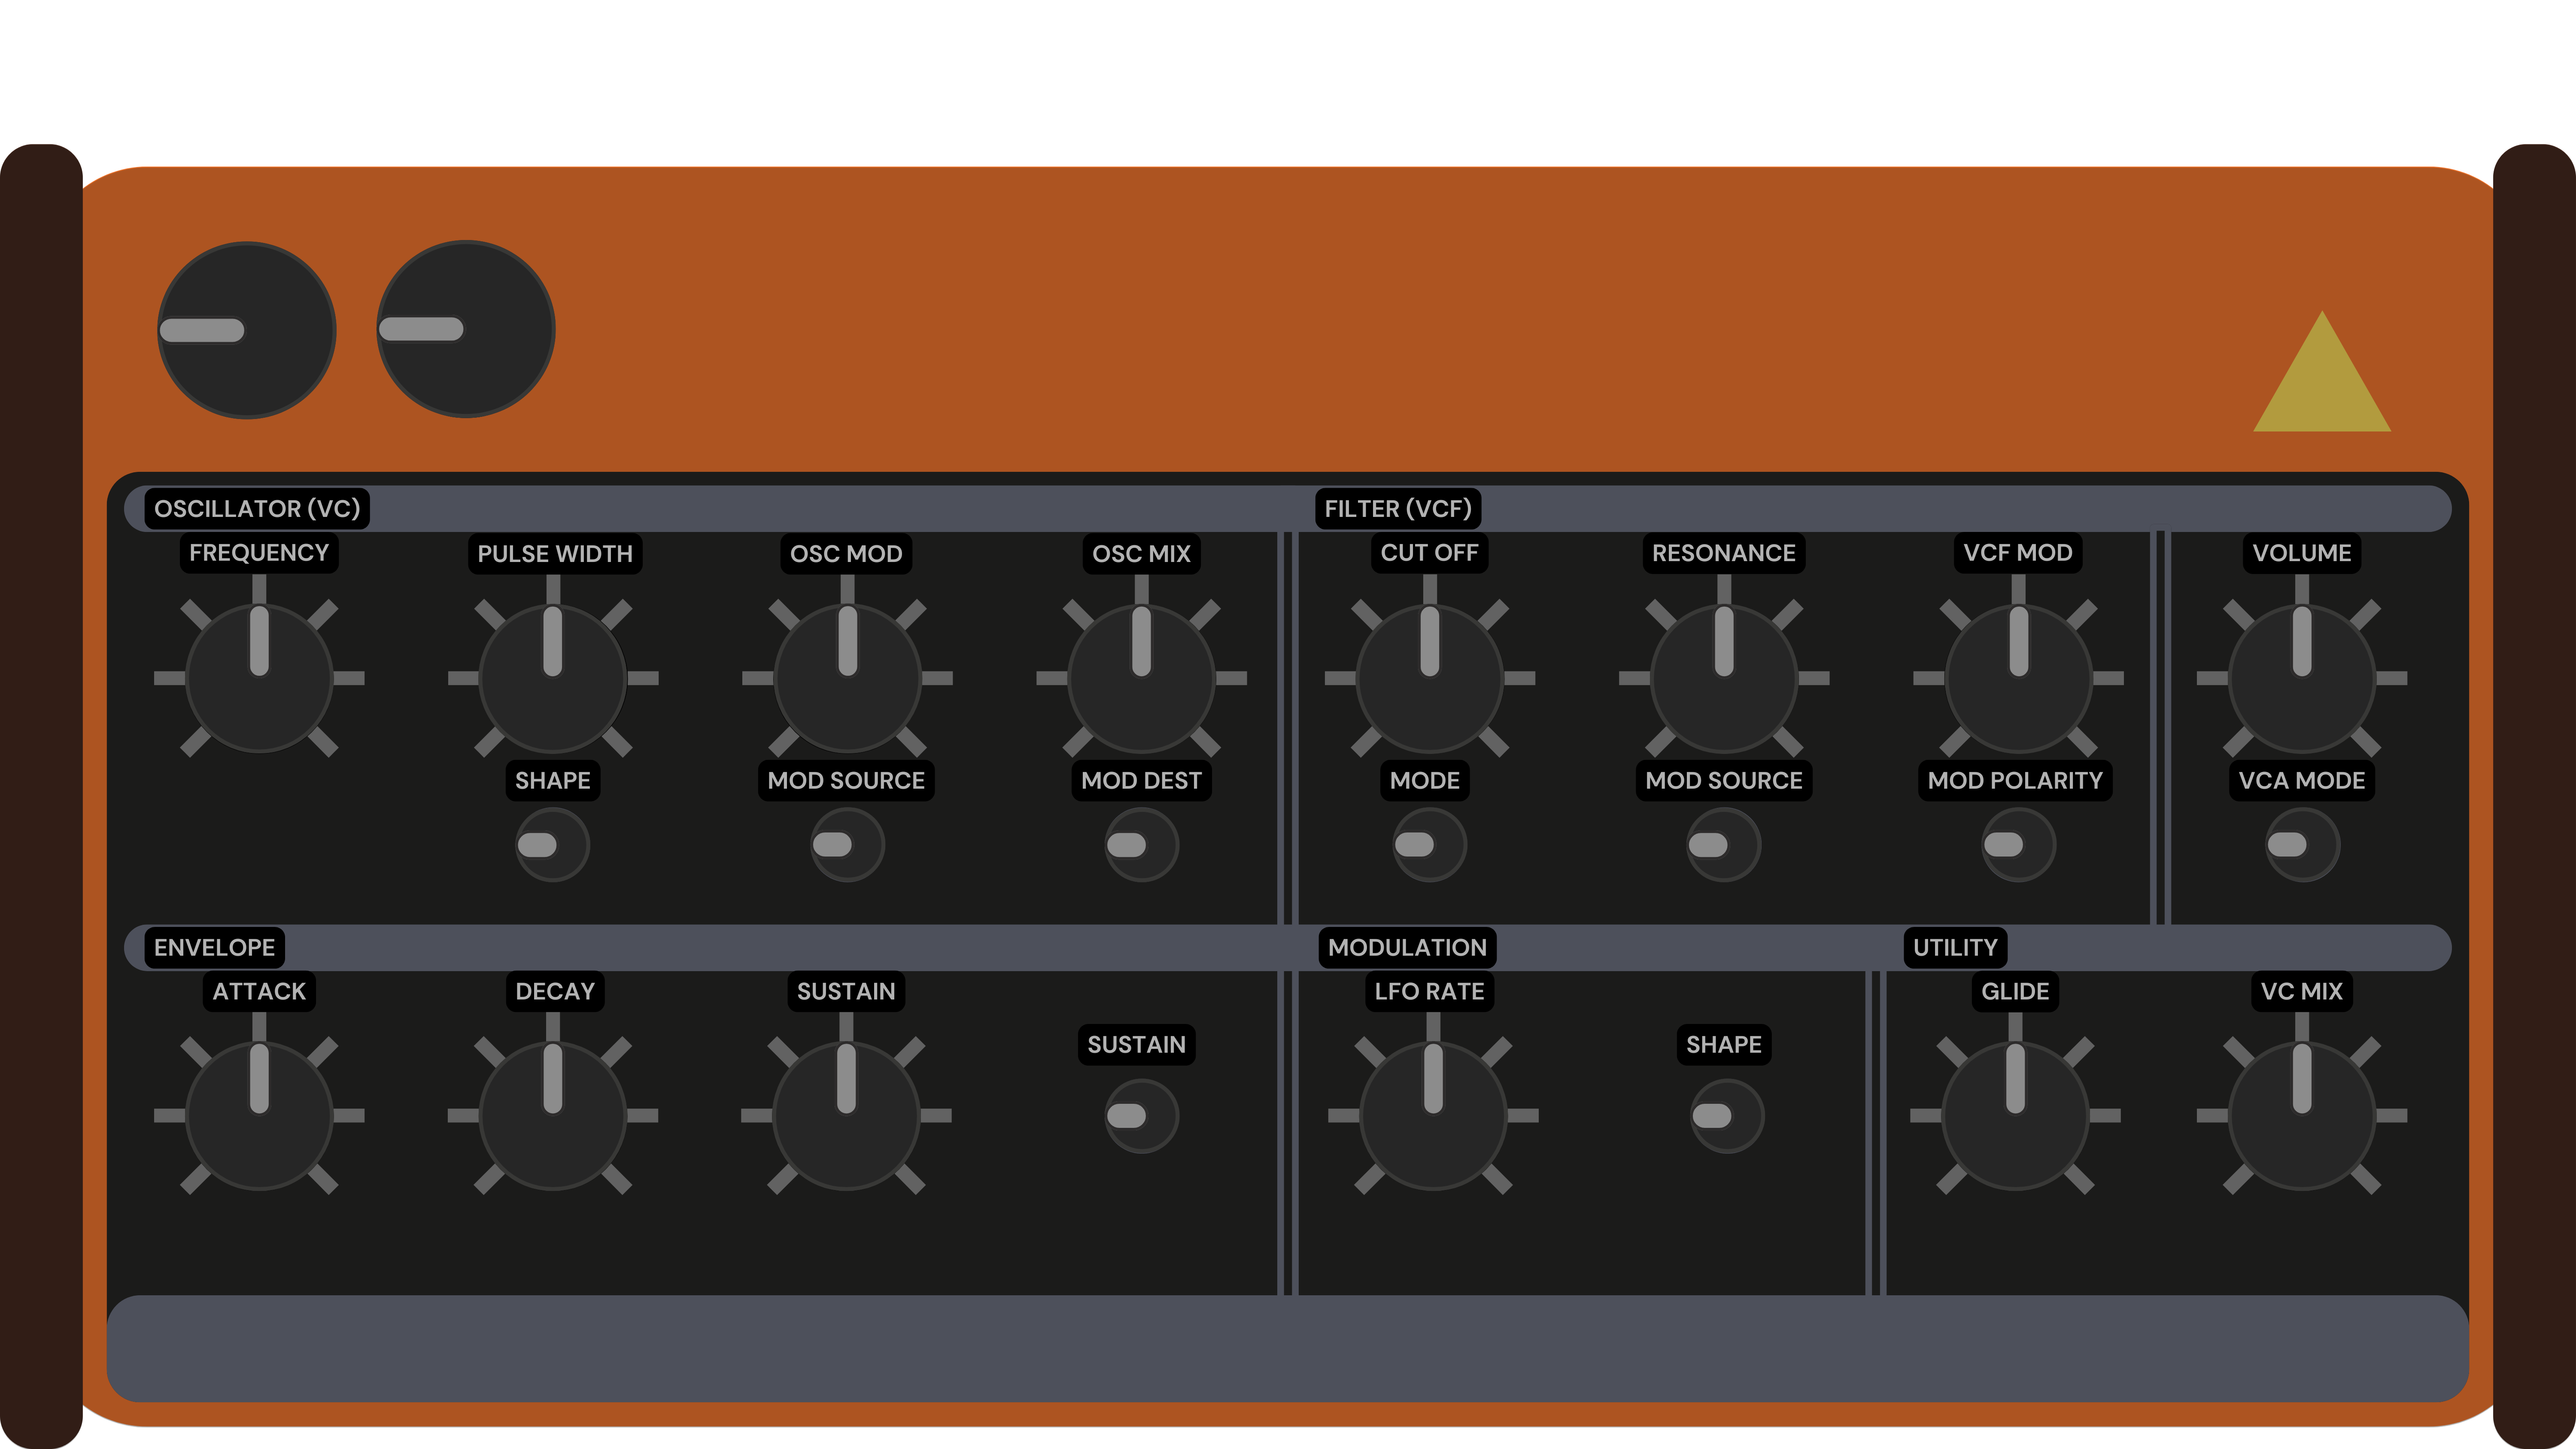 OSCILLATOR (VC)
FILTER (VCF)
FREQUENCY
PULSE WIDTH
OSC MOD
OSC MIX
CUT OFF
RESONANCE
VCF MOD
VOLUME
SHAPE
MOD SOURCE
MOD DEST
MODE
MOD SOURCE
MOD POLARITY
VCA MODE
ENVELOPE
MODULATION
UTILITY
ATTACK
DECAY
SUSTAIN
SUSTAIN
LFO RATE
SHAPE
GLIDE
VC MIX